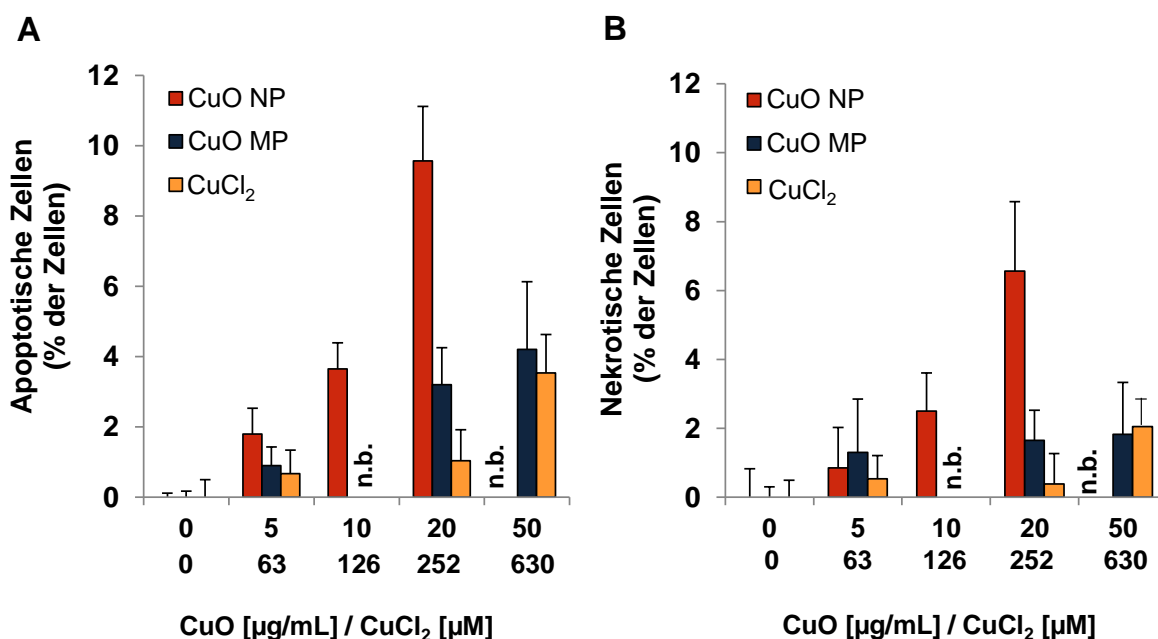 A
Apoptotische Zellen
(% der Zellen)
12
10
8
6
4
2
0
CuO NP
CuO MP
CuCl₂
n.b.
n.b.
0 5 10 20 50
0 63 126 252 630
CuO [µg/mL] / CuCl₂ [µM]
B
Nekrotische Zellen
(% der Zellen)
12
10
8
6
4
2
0
CuO NP
CuO MP
CuCl₂
n.b.
n.b.
0 5 10 20 50
0 63 126 252 630
CuO [µg/mL] / CuCl₂ [µM]